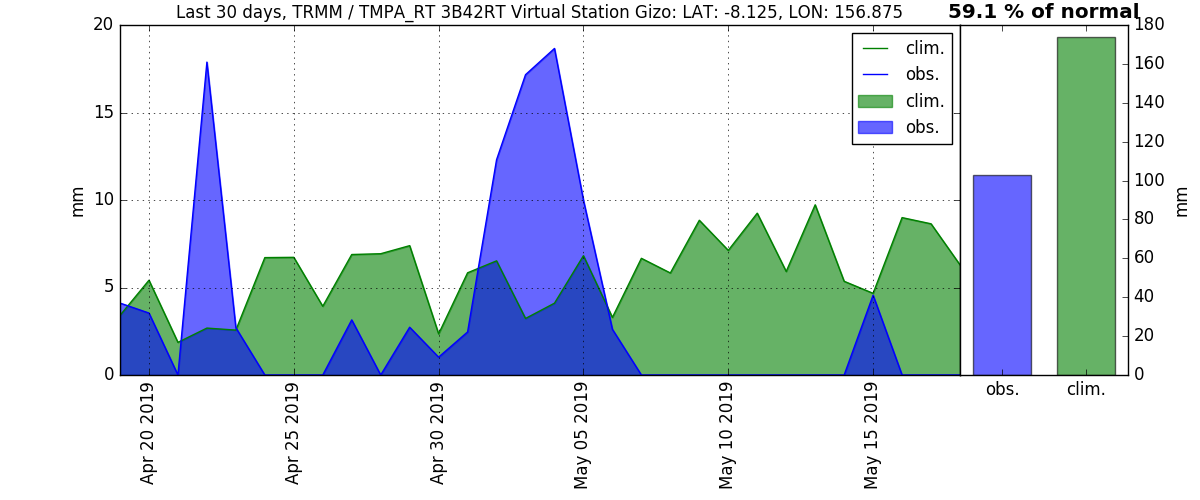 Last 30 days, TRMM / TMPA_RT 3B42RT Virtual Station Gizo: LAT: -8.125, LON: 156.875
59.1 % of normal
20
15
10
5
0
mm
clim.
obs.
clim.
obs.
180
160
140
120
100
80
60
40
20
0
mm
obs.
clim.
Apr 20 2019
Apr 25 2019
Apr 30 2019
May 05 2019
May 10 2019
May 15 2019